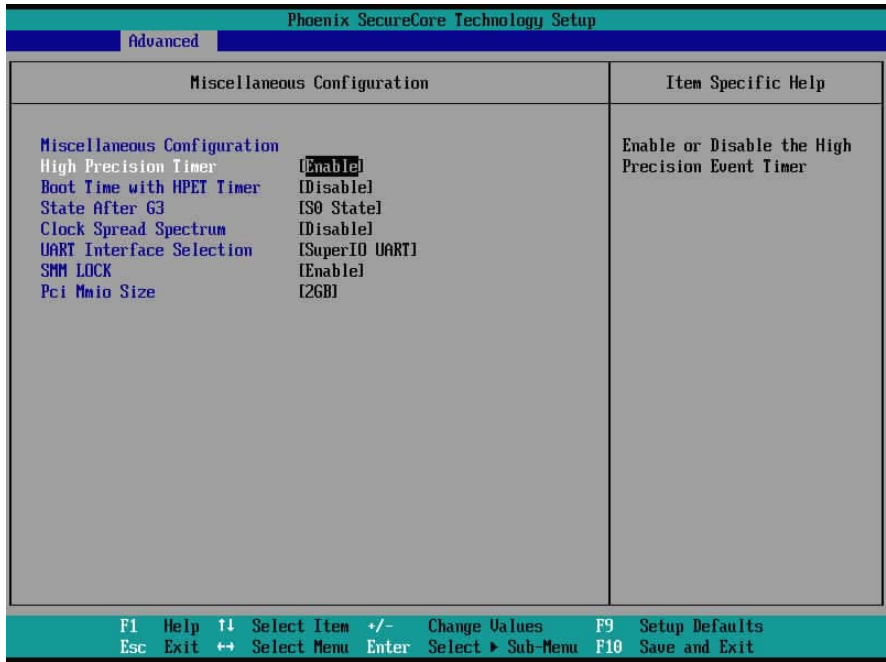 Phoenix SecureCore Technology Setup
Advanced
Miscellaneous Configuration
Item Specific Help
Miscellaneous Configuration
High Precision Timer [Enable]
Boot Time with HPET Timer [Disable]
State After G3 [S0 State]
Clock Spread Spectrum [Disable]
UART Interface Selection [SuperIO UART]
SMM LOCK [Enable]
Pci Mmio Size [2GB]
Enable or Disable the High
Precision Event Timer
F1 Help ↑↓ Select Item +/- Change Values F9 Setup Defaults
Esc Exit ↔ Select Menu Enter Select ▶ Sub-Menu F10 Save and Exit